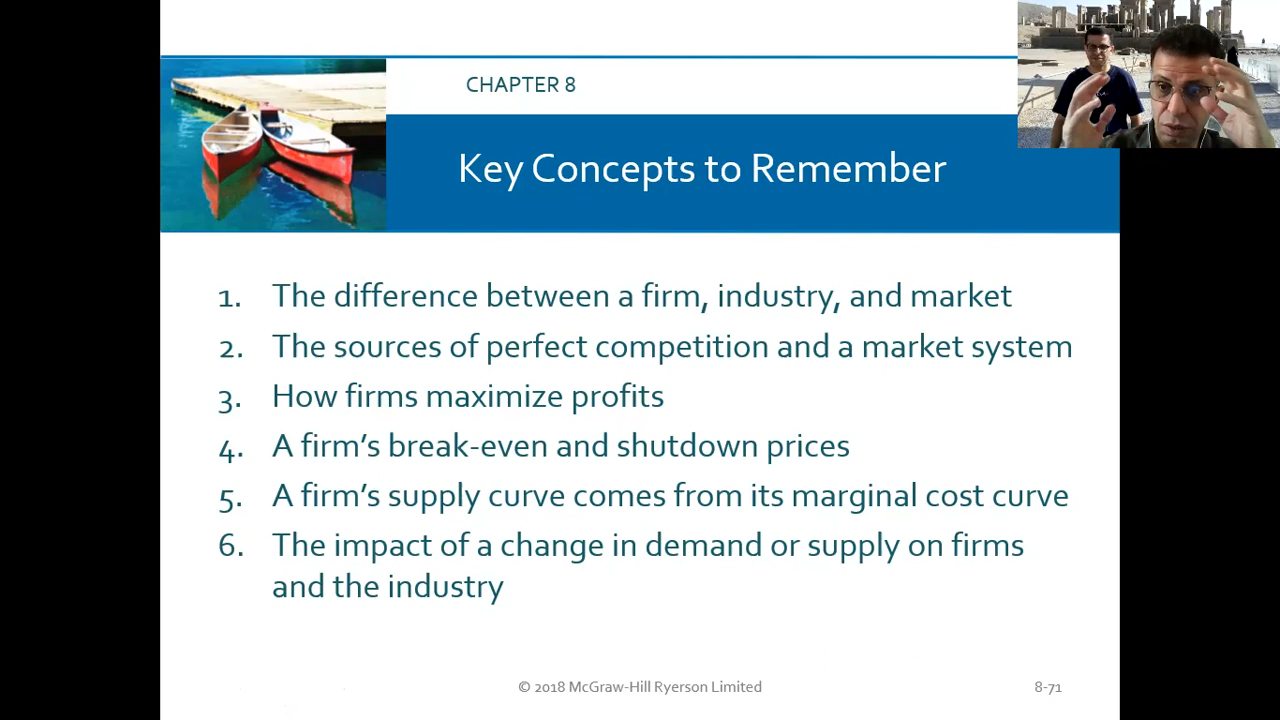 CHAPTER 8
Key Concepts to Remember
1. The difference between a firm, industry, and market
2. The sources of perfect competition and a market system
3. How firms maximize profits
4. A firm’s break-even and shutdown prices
5. A firm’s supply curve comes from its marginal cost curve
6. The impact of a change in demand or supply on firms
and the industry
© 2018 McGraw-Hill Ryerson Limited
8-71